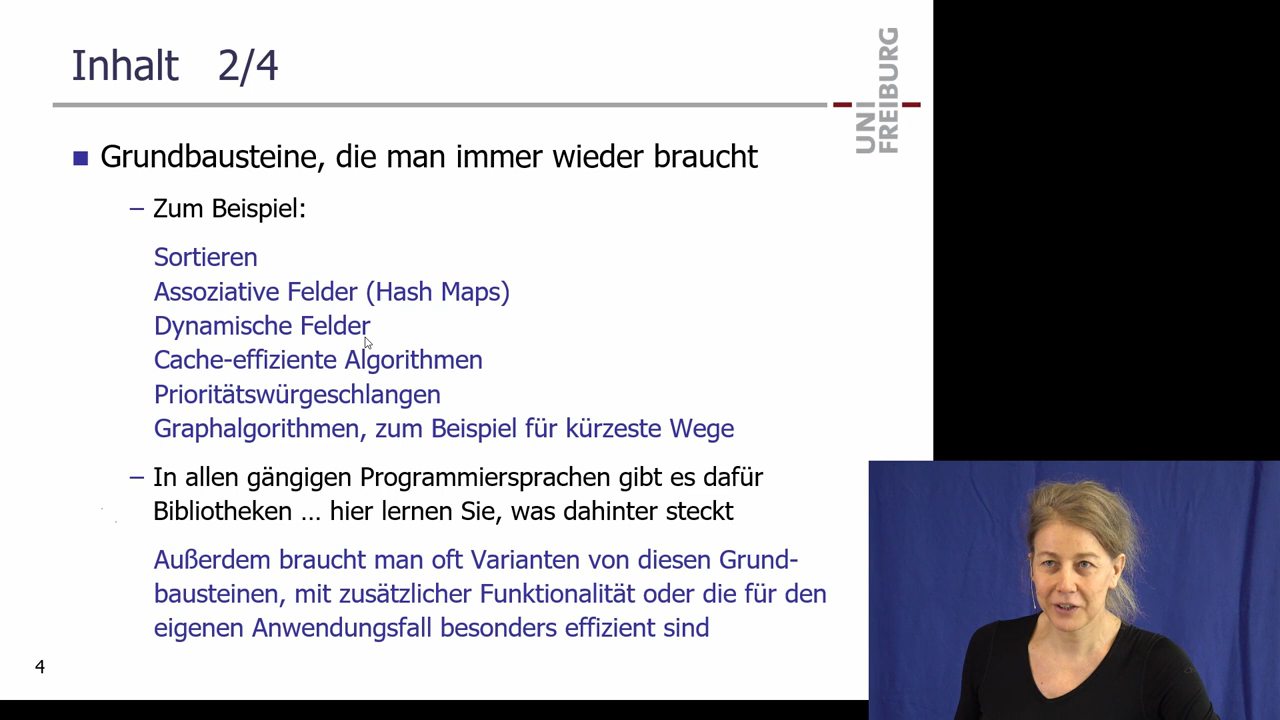 Inhalt 2/4
UNI
FREIBURG
■ Grundbausteine, die man immer wieder braucht
– Zum Beispiel:
Sortieren
Assoziative Felder (Hash Maps)
Dynamische Felder
Cache-effiziente Algorithmen
Prioritätswürgeschlangen
Graphalgorithmen, zum Beispiel für kürzeste Wege
– In allen gängigen Programmiersprachen gibt es dafür
Bibliotheken … hier lernen Sie, was dahinter steckt
Außerdem braucht man oft Varianten von diesen Grund-
bausteinen, mit zusätzlicher Funktionalität oder die für den
eigenen Anwendungsfall besonders effizient sind
4